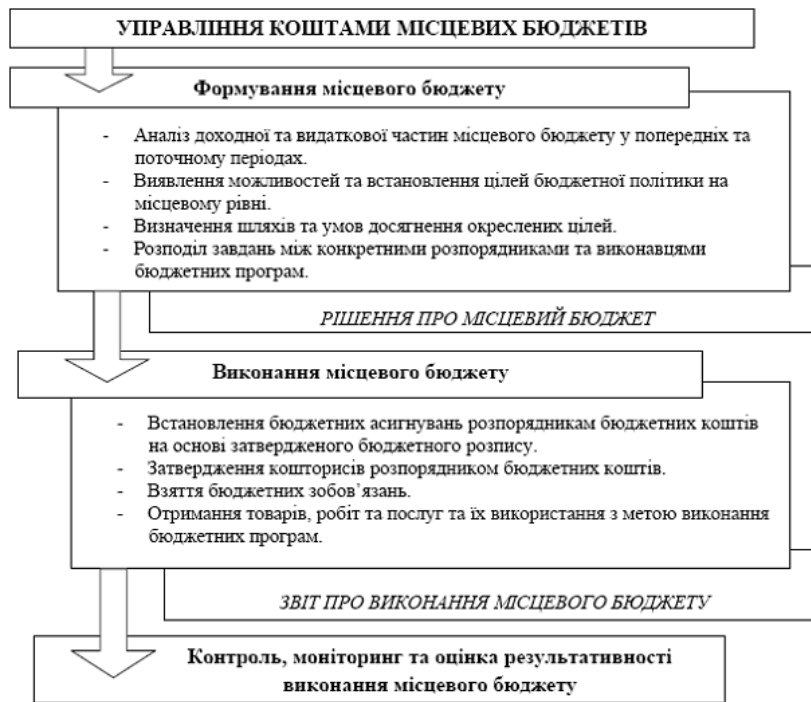 УПРАВЛІННЯ КОШТАМИ МІСЦЕВИХ БЮДЖЕТІВ
Формування місцевого бюджету
- Аналіз доходної та видаткової частин місцевого бюджету у попередніх та
поточному періодах.
- Виявлення можливостей та встановлення цілей бюджетної політики на
місцевому рівні.
- Визначення шляхів та умов досягнення окреслених цілей.
- Розподіл завдань між конкретними розпорядниками та виконавцями
бюджетних програм.
РІШЕННЯ ПРО МІСЦЕВИЙ БЮДЖЕТ
Виконання місцевого бюджету
- Встановлення бюджетних асигнувань розпорядникам бюджетних коштів
на основі затвердженого бюджетного розпису.
- Затвердження кошторисів розпорядником бюджетних коштів.
- Взяття бюджетних зобов’язань.
- Отримання товарів, робіт та послуг та їх використання з метою виконання
бюджетних програм.
ЗВІТ ПРО ВИКОНАННЯ МІСЦЕВОГО БЮДЖЕТУ
Контроль, моніторинг та оцінка результативності
виконання місцевого бюджету